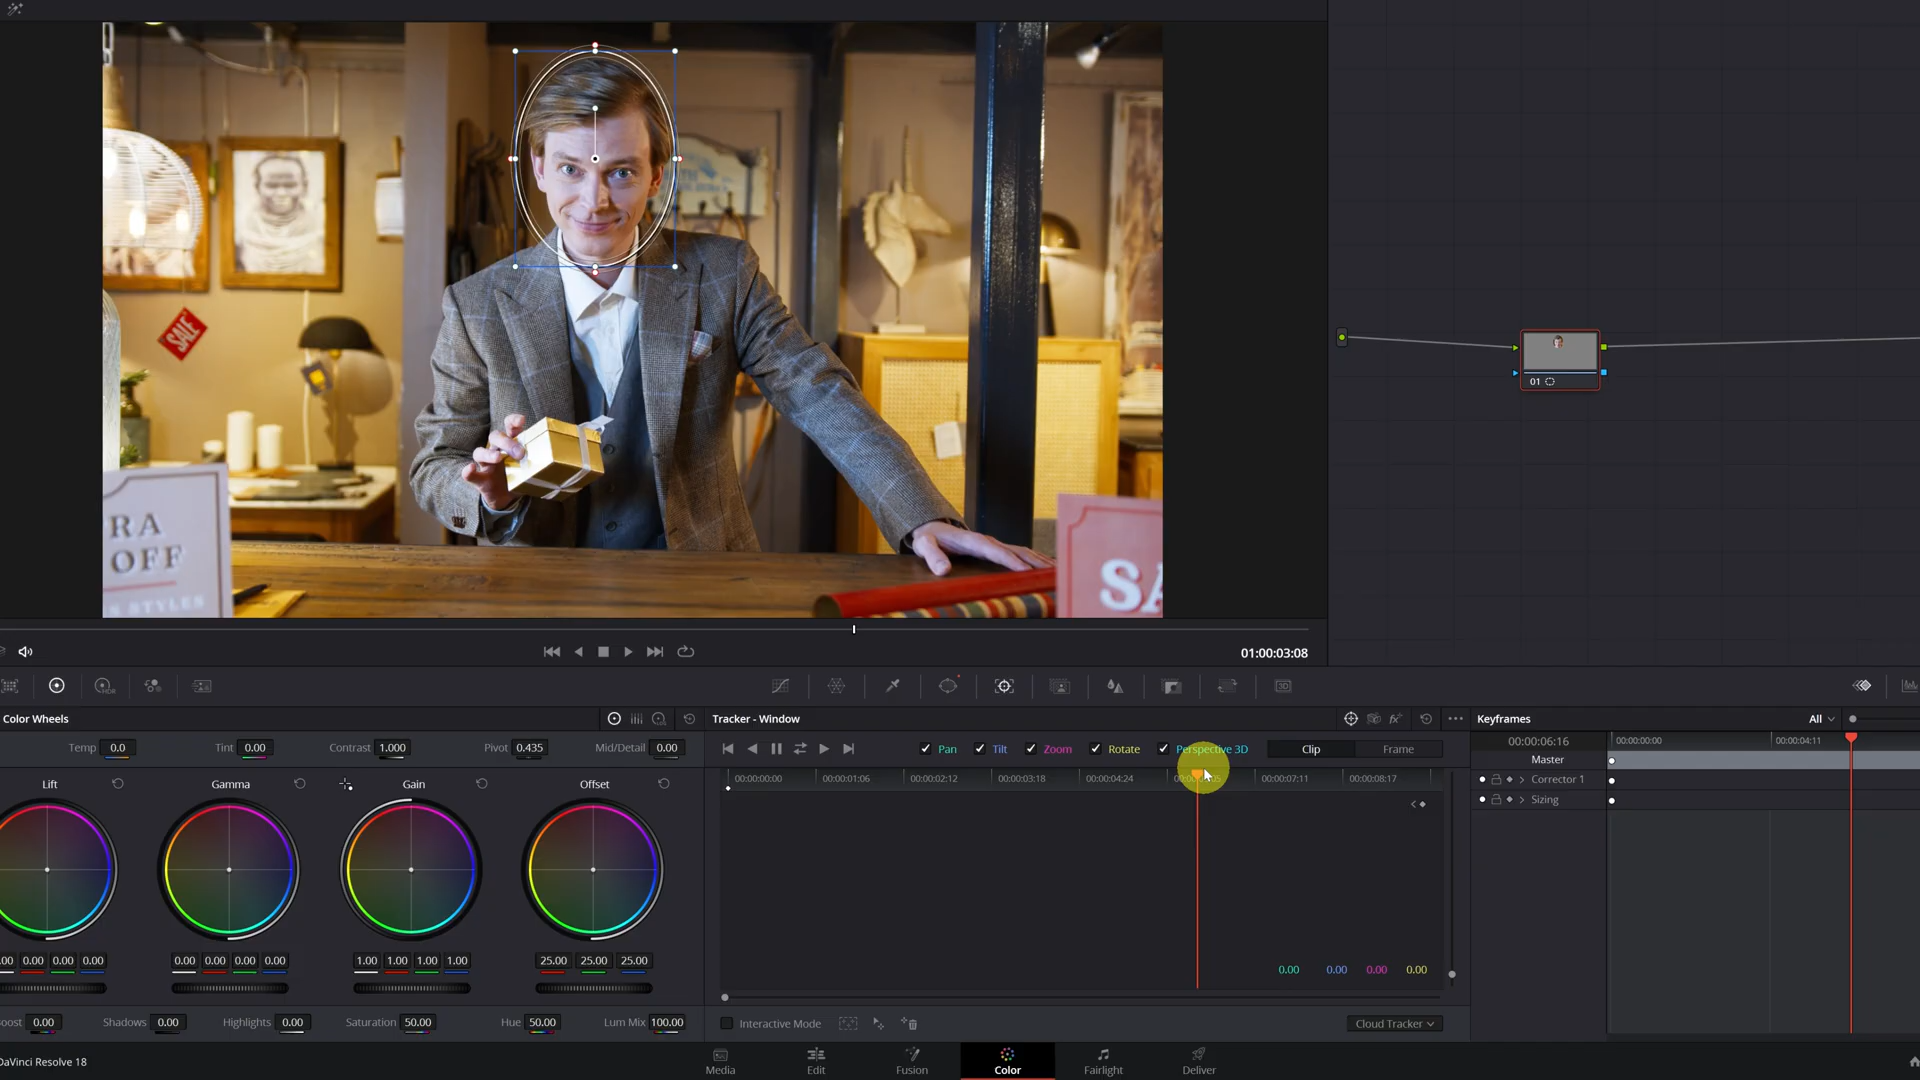 SALE
RA
OFF
N STYLES
SA
01
01:00:03:08
Color Wheels
Tracker - Window
Keyframes
All
Temp 0.0
Tint 0.00
Contrast 1.000
Pivot 0.435
Mid/Detail 0.00
Pan
Tilt
Zoom
Rotate
Perspective 3D
Clip
Frame
00:00:06:16
00:00:00:00
00:00:04:11
Master
Corrector 1
Sizing
Lift
Gamma
Gain
Offset
00:00:00:00
00:00:01:06
00:00:02:12
00:00:03:18
00:00:04:24
00:00:07:11
00:00:08:17
.00 0.00 0.00 0.00
0.00 0.00 0.00 0.00
1.00 1.00 1.00 1.00
25.00 25.00 25.00
0.00 0.00 0.00 0.00
oost 0.00
Shadows 0.00
Highlights 0.00
Saturation 50.00
Hue 50.00
Lum Mix 100.00
Interactive Mode
Cloud Tracker
DaVinci Resolve 18
Media
Edit
Fusion
Color
Fairlight
Deliver
HDR
3D
fx